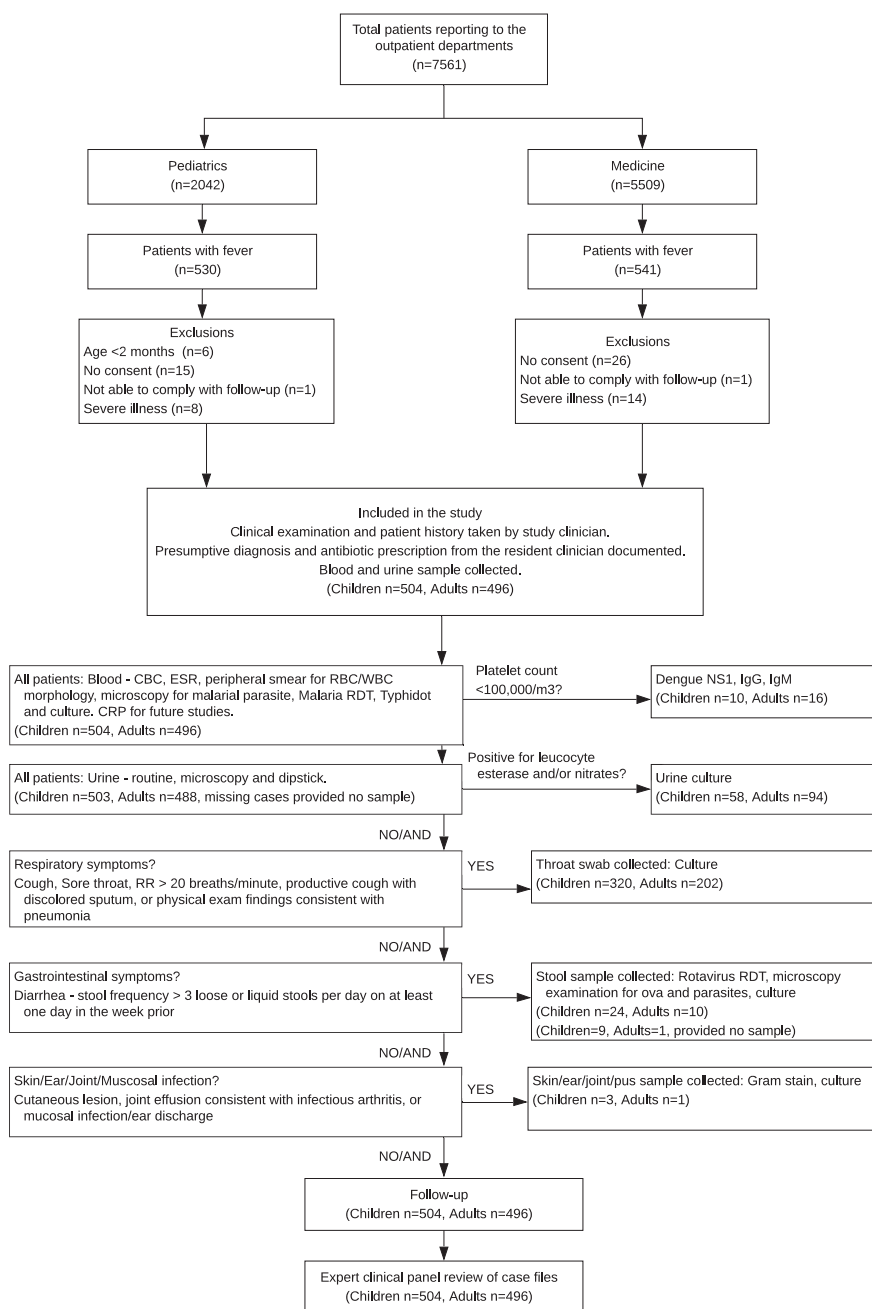 Total patients reporting to the
outpatient departments
(n=7561)
Pediatrics
(n=2042)
Medicine
(n=5509)
Patients with fever
(n=530)
Patients with fever
(n=541)
Exclusions
Age <2 months (n=6)
No consent (n=15)
Not able to comply with follow-up (n=1)
Severe illness (n=8)
Exclusions
No consent (n=26)
Not able to comply with follow-up (n=1)
Severe illness (n=14)
Included in the study
Clinical examination and patient history taken by study clinician.
Presumptive diagnosis and antibiotic prescription from the resident clinician documented.
Blood and urine sample collected.
(Children n=504, Adults n=496)
All patients: Blood - CBC, ESR, peripheral smear for RBC/WBC
morphology, microscopy for malarial parasite, Malaria RDT, Typhidot
and culture. CRP for future studies.
(Children n=504, Adults n=496)
Platelet count
<100,000/m3?
Dengue NS1, IgG, IgM
(Children n=10, Adults n=16)
All patients: Urine - routine, microscopy and dipstick.
(Children n=503, Adults n=488, missing cases provided no sample)
Positive for leucocyte
esterase and/or nitrates?
Urine culture
(Children n=58, Adults n=94)
NO/AND
Respiratory symptoms?
Cough, Sore throat, RR > 20 breaths/minute, productive cough with
discolored sputum, or physical exam findings consistent with
pneumonia
YES
Throat swab collected: Culture
(Children n=320, Adults n=202)
NO/AND
Gastrointestinal symptoms?
Diarrhea - stool frequency > 3 loose or liquid stools per day on at least
one day in the week prior
YES
Stool sample collected: Rotavirus RDT, microscopy
examination for ova and parasites, culture
(Children n=24, Adults n=10)
(Children=9, Adults=1, provided no sample)
NO/AND
Skin/Ear/Joint/Muscosal infection?
Cutaneous lesion, joint effusion consistent with infectious arthritis, or
mucosal infection/ear discharge
YES
Skin/ear/joint/pus sample collected: Gram stain, culture
(Children n=3, Adults n=1)
NO/AND
Follow-up
(Children n=504, Adults n=496)
Expert clinical panel review of case files
(Children n=504, Adults n=496)